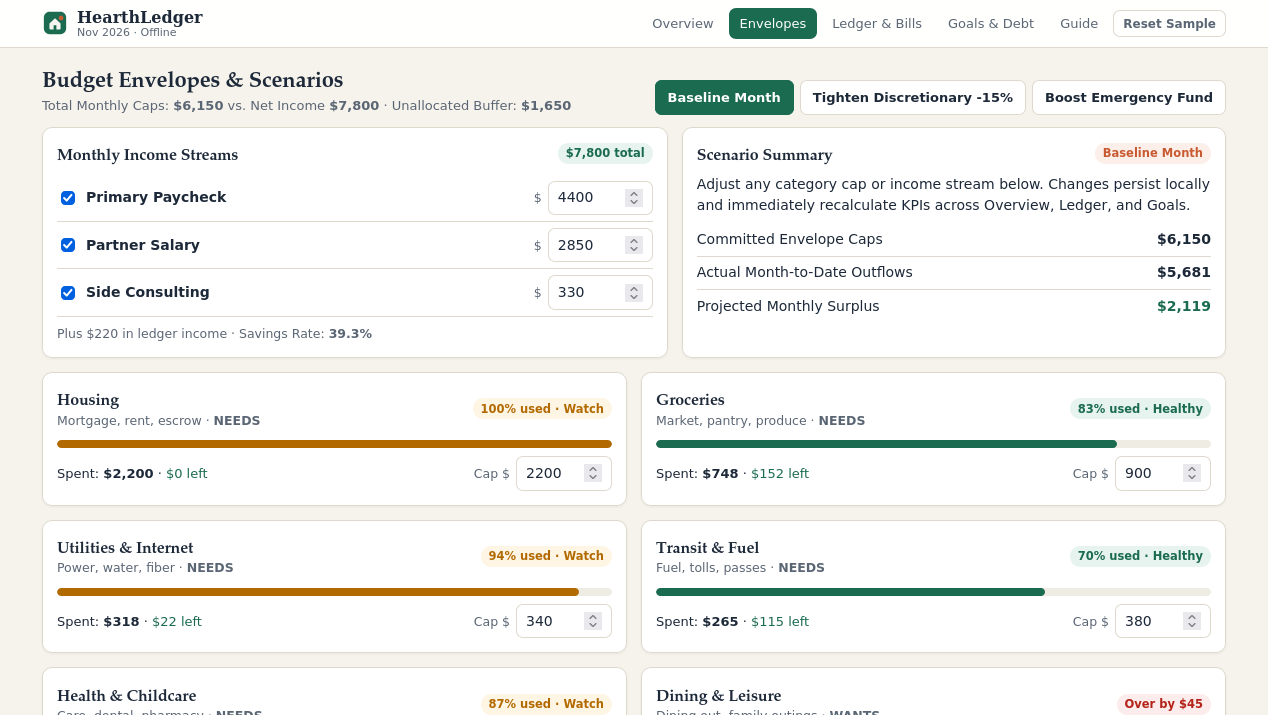 HearthLedger
Nov 2026 · Offline
Overview
Envelopes
Ledger & Bills
Goals & Debt
Guide
Reset Sample
Budget Envelopes & Scenarios
Total Monthly Caps: $6,150 vs. Net Income $7,800 · Unallocated Buffer: $1,650
Baseline Month
Tighten Discretionary -15%
Boost Emergency Fund
Monthly Income Streams
$7,800 total
Primary Paycheck
$ 4400
Partner Salary
$ 2850
Side Consulting
$ 330
Plus $220 in ledger income · Savings Rate: 39.3%
Scenario Summary
Baseline Month
Adjust any category cap or income stream below. Changes persist locally
and immediately recalculate KPIs across Overview, Ledger, and Goals.
Committed Envelope Caps $6,150
Actual Month-to-Date Outflows $5,681
Projected Monthly Surplus $2,119
Housing
Mortgage, rent, escrow · NEEDS
100% used · Watch
Spent: $2,200 · $0 left
Cap $ 2200
Groceries
Market, pantry, produce · NEEDS
83% used · Healthy
Spent: $748 · $152 left
Cap $ 900
Utilities & Internet
Power, water, fiber · NEEDS
94% used · Watch
Spent: $318 · $22 left
Cap $ 340
Transit & Fuel
Fuel, tolls, passes · NEEDS
70% used · Healthy
Spent: $265 · $115 left
Cap $ 380
Health & Childcare
Care, dental, pharmacy · NEEDS
87% used · Watch
Dining & Leisure
Dining out, family outings · WANTS
Over by $45